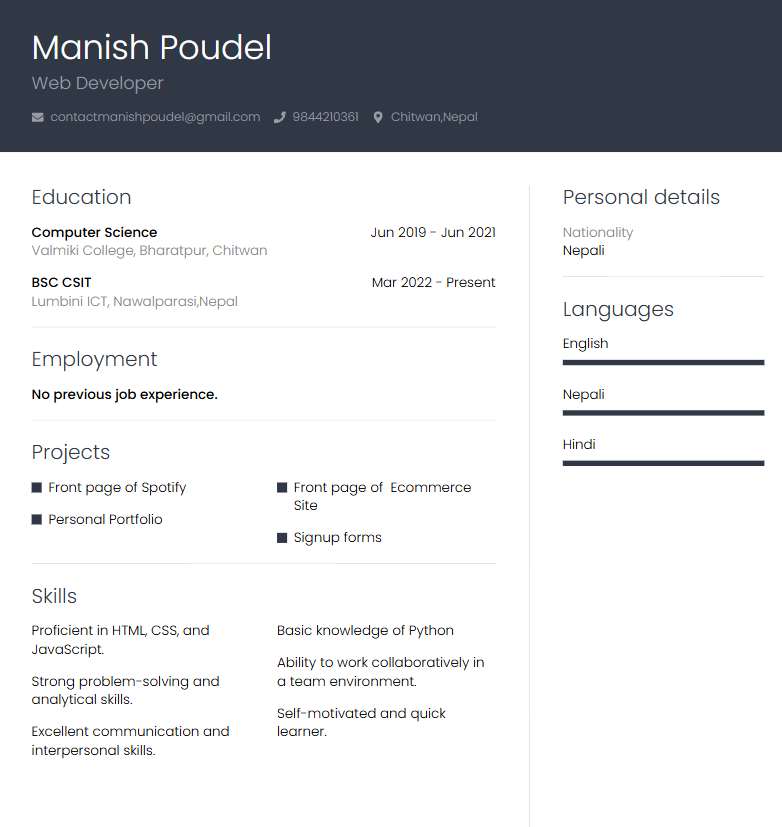 Manish Poudel
Web Developer
contactmanishpoudel@gmail.com 9844210361 Chitwan,Nepal
Education
Computer Science Jun 2019 - Jun 2021
Valmiki College, Bharatpur, Chitwan
BSC CSIT Mar 2022 - Present
Lumbini ICT, Nawalparasi,Nepal
Employment
No previous job experience.
Projects
Front page of Spotify
Personal Portfolio
Front page of  Ecommerce
Site
Signup forms
Skills
Proficient in HTML, CSS, and
JavaScript.
Strong problem-solving and
analytical skills.
Excellent communication and
interpersonal skills.
Basic knowledge of Python
Ability to work collaboratively in
a team environment.
Self-motivated and quick
learner.
Personal details
Nationality
Nepali
Languages
English
Nepali
Hindi